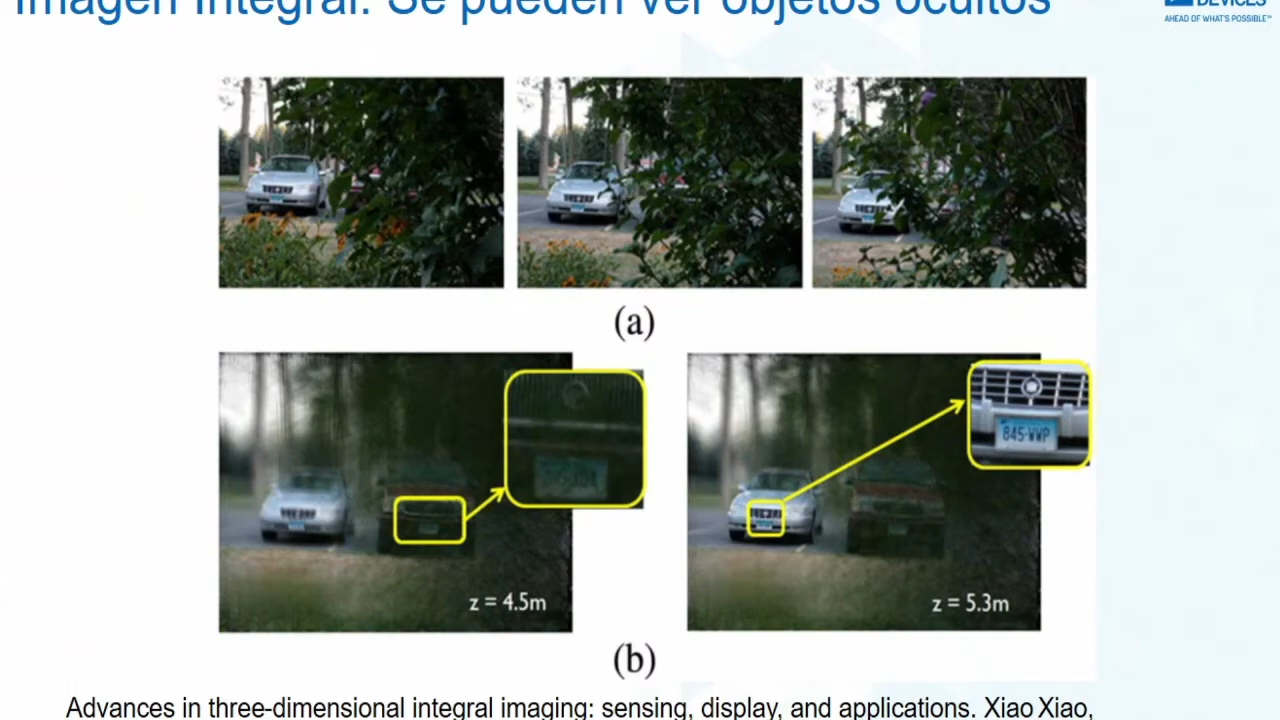 Imagen Integral: Se pueden ver objetos ocultos
DEVICES
AHEAD OF WHAT'S POSSIBLE™
(a)
845-WWP
z = 4.5m
z = 5.3m
(b)
Advances in three-dimensional integral imaging: sensing, display, and applications. Xiao Xiao,